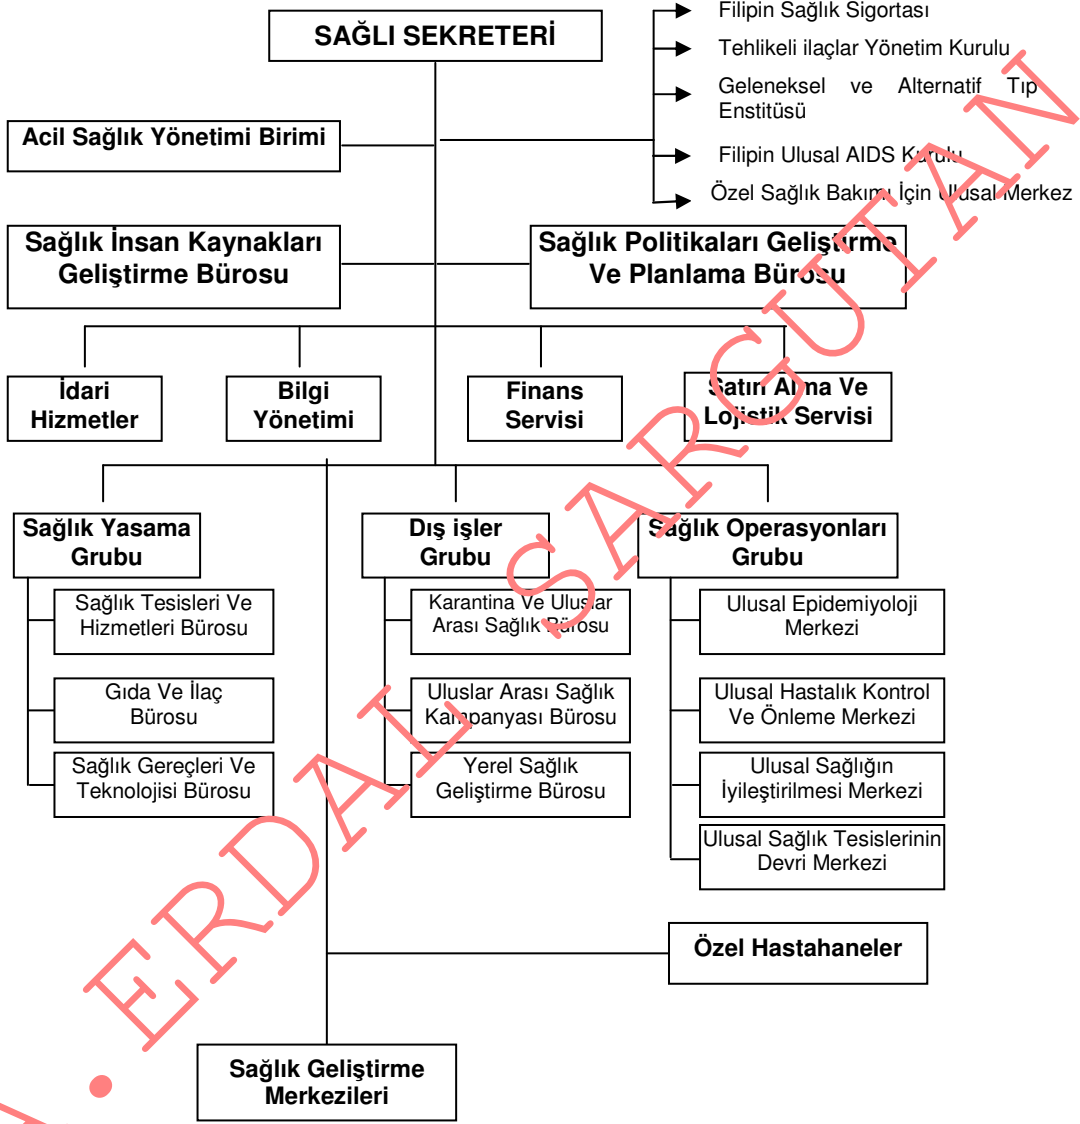 Filipin Sağlık Sigortası
SAĞLI SEKRETERİ
Tehlikeli ilaçlar Yönetim Kurulu
Geleneksel ve Alternatif Tıp
Enstitüsü
Acil Sağlık Yönetimi Birimi
Filipin Ulusal AIDS Kurulu
Özel Sağlık Bakımı İçin Ulusal Merkez
Sağlık İnsan Kaynakları
Geliştirme Bürosu
Sağlık Politikaları Geliştirme
Ve Planlama Bürosu
İdari
Hizmetler
Bilgi
Yönetimi
Finans
Servisi
Satın Alma Ve
Lojistik Servisi
Sağlık Yasama
Grubu
Dış işler
Grubu
Sağlık Operasyonları
Grubu
Sağlık Tesisleri Ve
Hizmetleri Bürosu
Gıda Ve İlaç
Bürosu
Sağlık Gereçleri Ve
Teknolojisi Bürosu
Karantina Ve Uluslar
Arası Sağlık Bürosu
Uluslar Arası Sağlık
Kampanyası Bürosu
Yerel Sağlık
Geliştirme Bürosu
Ulusal Epidemiyoloji
Merkezi
Ulusal Hastalık Kontrol
Ve Önleme Merkezi
Ulusal Sağlığın
İyileştirilmesi Merkezi
Ulusal Sağlık Tesislerinin
Devri Merkezi
Özel Hastahaneler
Sağlık Geliştirme
Merkezileri
. ERDAL SARGUTAN